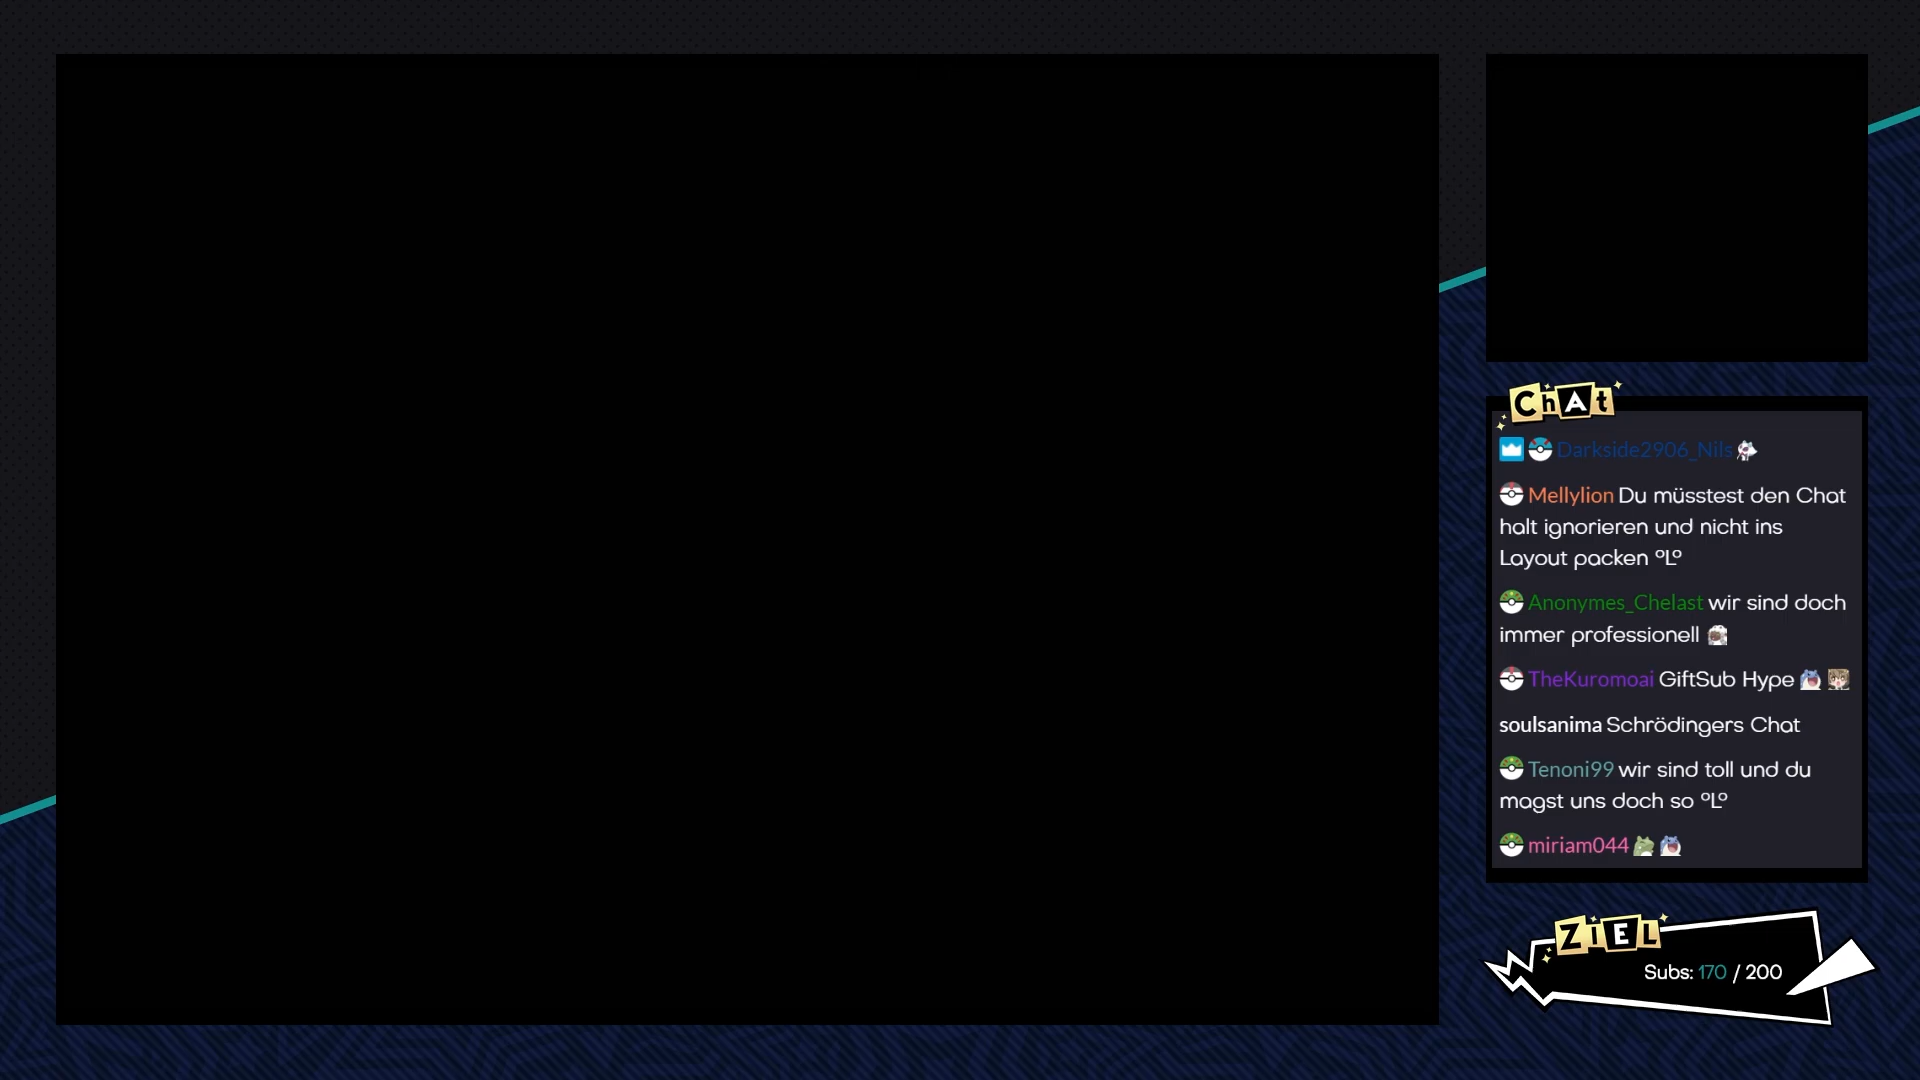 ChAt
Darkside2906_Nils
Mellylion Du müsstest den Chat
halt ignorieren und nicht ins
Layout packen ºLº
Anonymes_Chelast wir sind doch
immer professionell
TheKuromoai GiftSub Hype
soulsanima Schrödingers Chat
Tenoni99 wir sind toll und du
magst uns doch so ºLº
miriam044
ZiEL
Subs: 170 / 200